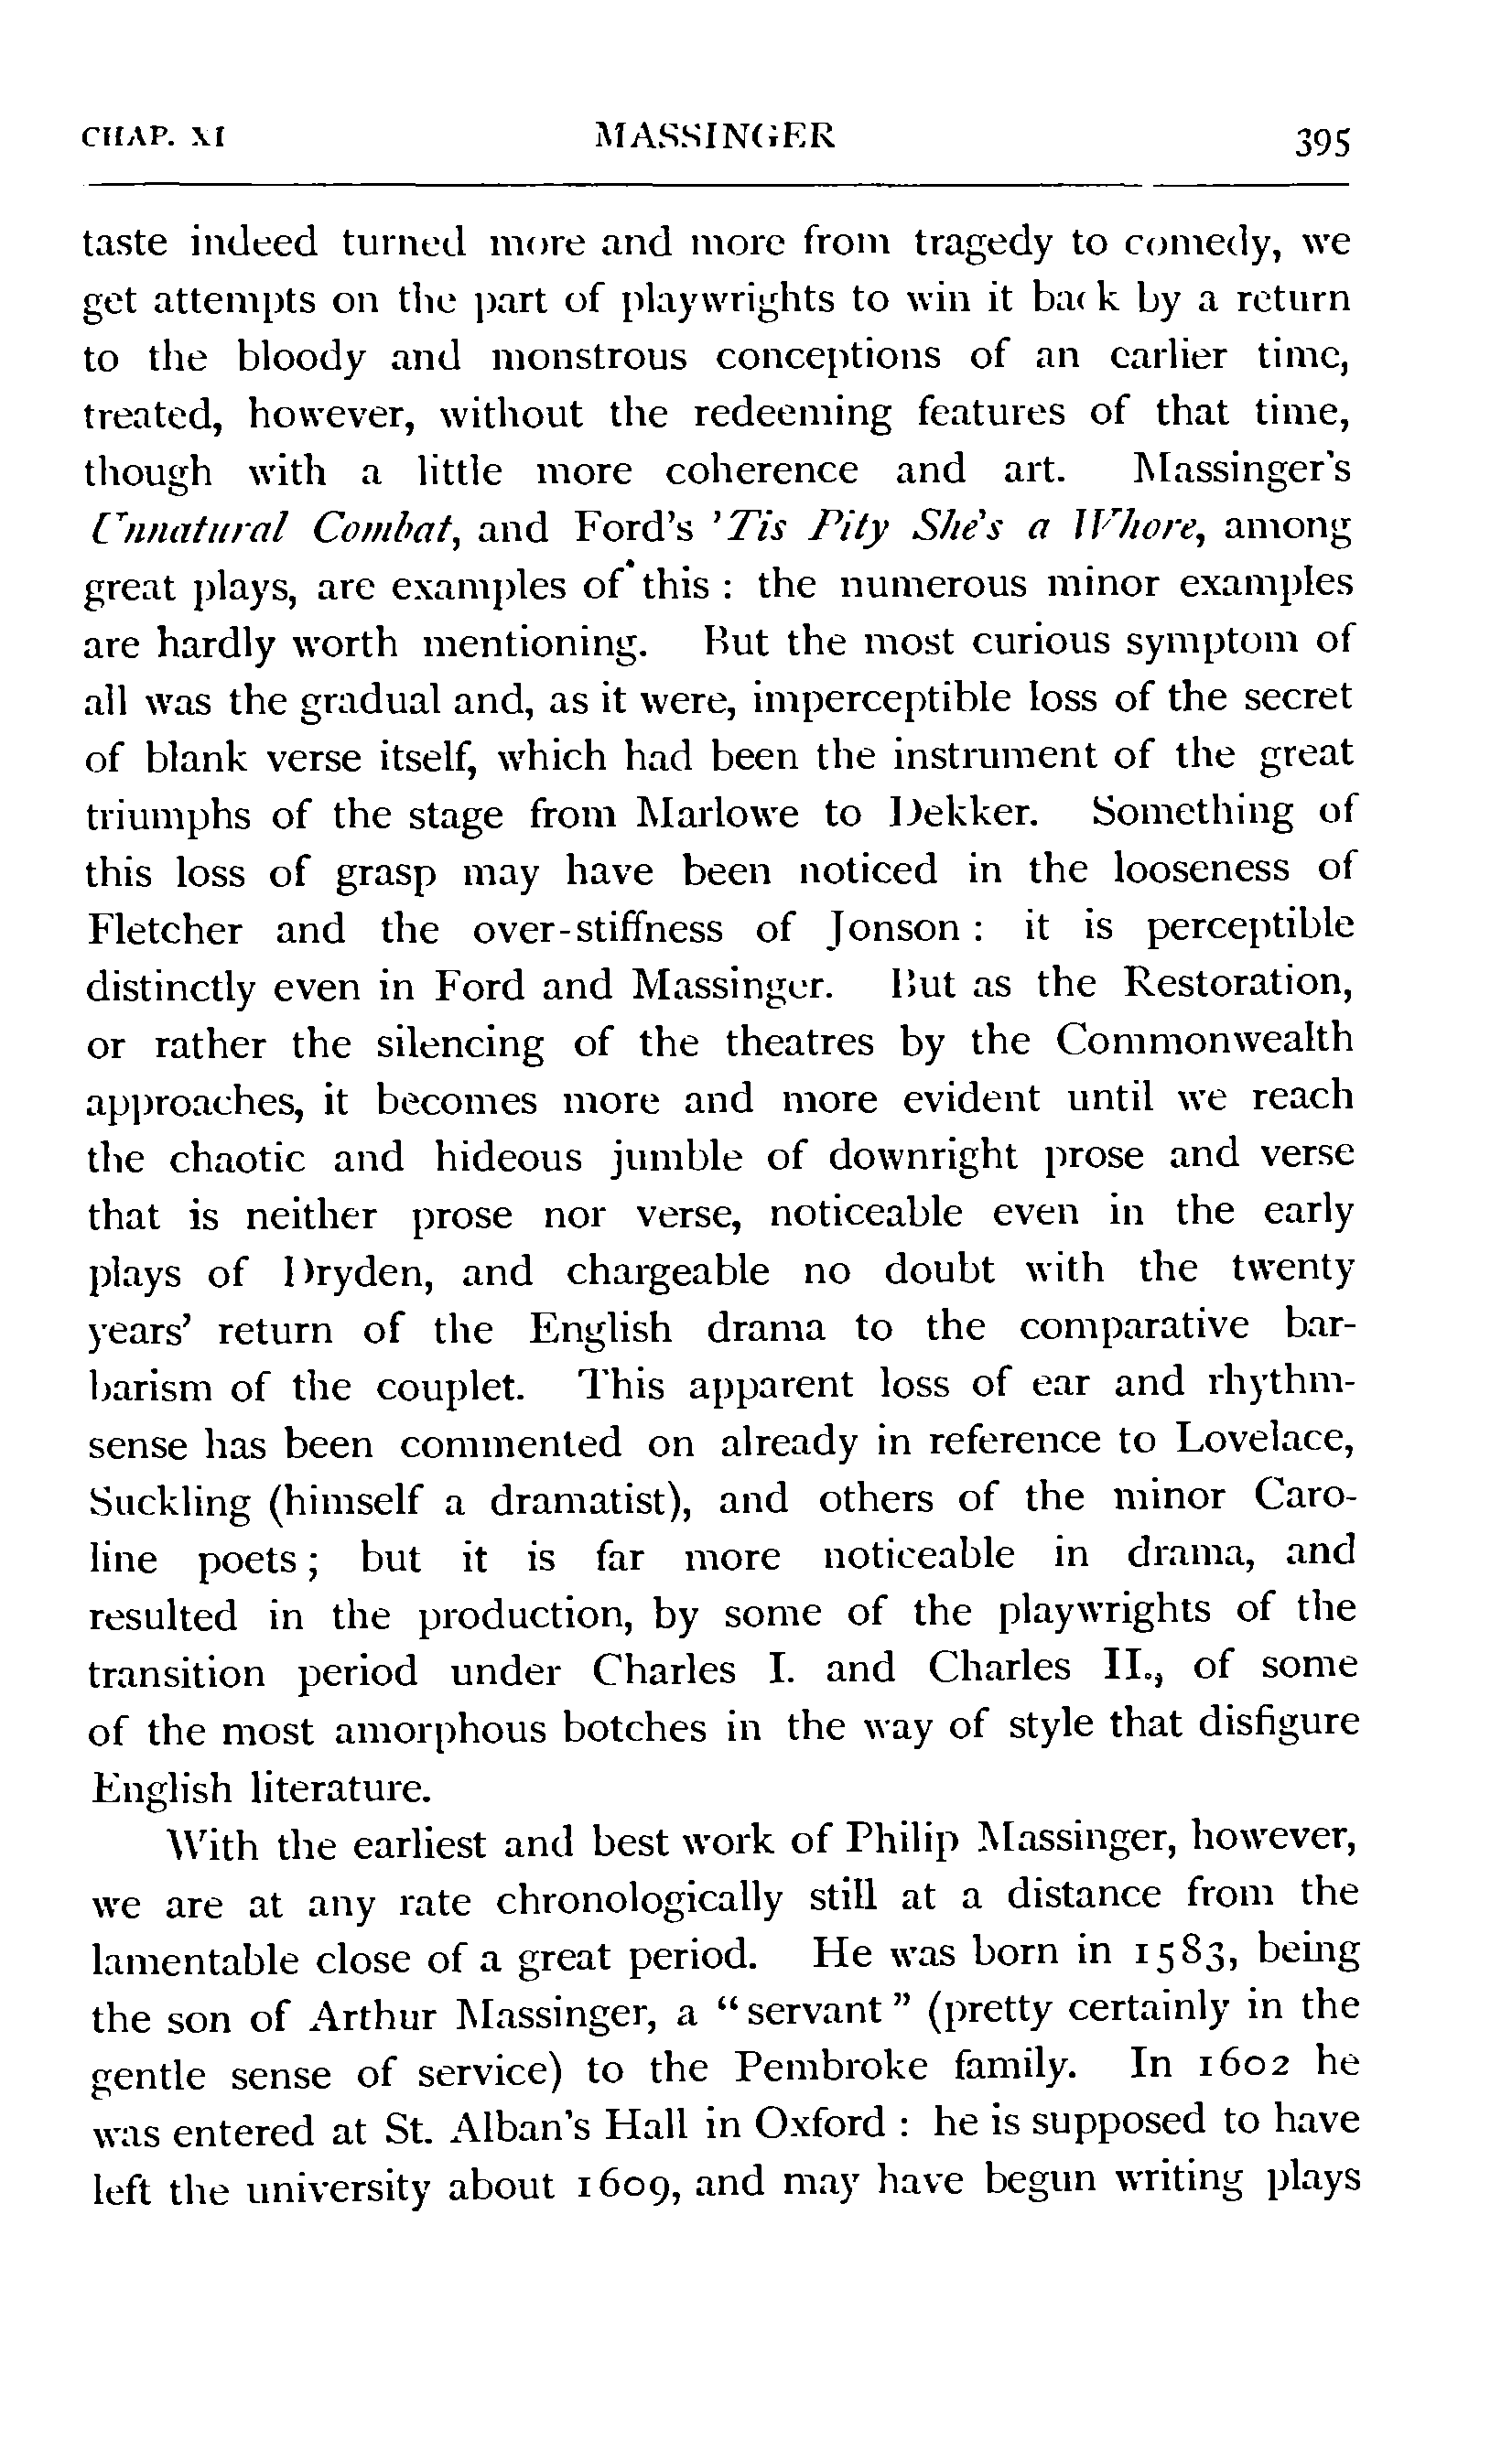 CHAP. XI MASSINGER 395
taste indeed turned more and more from tragedy to comedy, we
get attempts on the part of playwrights to win it back by a return
to the bloody and monstrous conceptions of an earlier time,
treated, however, without the redeeming features of that time,
though with a little more coherence and art. Massinger's
Unnatural Combat, and Ford's 'Tis Pity She's a Whore, among
great plays, are examples of this : the numerous minor examples
are hardly worth mentioning. But the most curious symptom of
all was the gradual and, as it were, imperceptible loss of the secret
of blank verse itself, which had been the instrument of the great
triumphs of the stage from Marlowe to Dekker. Something of
this loss of grasp may have been noticed in the looseness of
Fletcher and the over-stiffness of Jonson : it is perceptible
distinctly even in Ford and Massinger. But as the Restoration,
or rather the silencing of the theatres by the Commonwealth
approaches, it becomes more and more evident until we reach
the chaotic and hideous jumble of downright prose and verse
that is neither prose nor verse, noticeable even in the early
plays of Dryden, and chargeable no doubt with the twenty
years' return of the English drama to the comparative bar-
barism of the couplet. This apparent loss of ear and rhythm-
sense has been commented on already in reference to Lovelace,
Suckling (himself a dramatist), and others of the minor Caro-
line poets; but it is far more noticeable in drama, and
resulted in the production, by some of the playwrights of the
transition period under Charles I. and Charles II., of some
of the most amorphous botches in the way of style that disfigure
English literature.
With the earliest and best work of Philip Massinger, however,
we are at any rate chronologically still at a distance from the
lamentable close of a great period. He was born in 1583, being
the son of Arthur Massinger, a "servant" (pretty certainly in the
gentle sense of service) to the Pembroke family. In 1602 he
was entered at St. Alban's Hall in Oxford : he is supposed to have
left the university about 1609, and may have begun writing plays